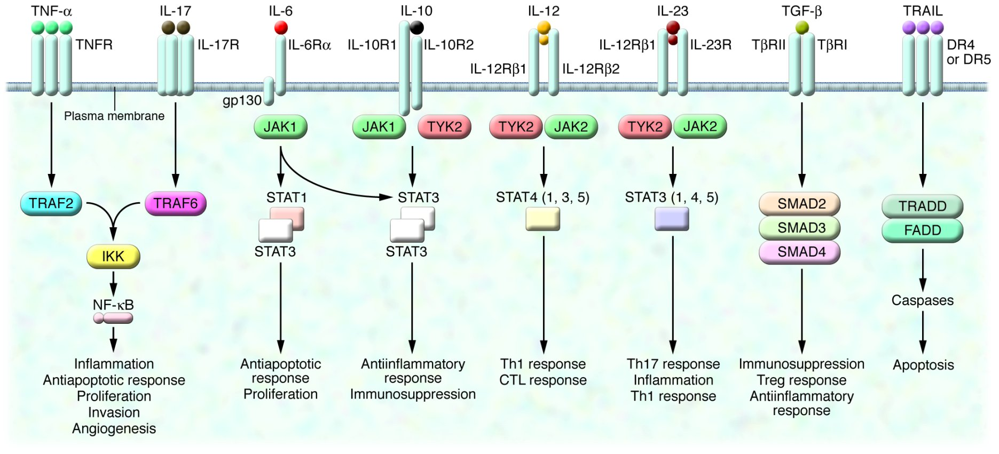 TNF-α
IL-17
IL-6
IL-10
IL-12
IL-23
TGF-β
TRAIL
TNFR
IL-17R
IL-6Rα
IL-10R1
IL-10R2
IL-12Rβ1
IL-12Rβ2
IL-12Rβ1
IL-23R
TβRII
TβRI
DR4
or DR5
gp130
Plasma membrane
JAK1
JAK1
TYK2
TYK2
JAK2
TYK2
JAK2
TRAF2
TRAF6
STAT1
STAT3
STAT3
STAT3
STAT4 (1, 3, 5)
STAT3 (1, 4, 5)
SMAD2
SMAD3
SMAD4
TRADD
FADD
IKK
NF-κB
Caspases
Inflammation
Antiapoptotic response
Proliferation
Invasion
Angiogenesis
Antiapoptotic
response
Proliferation
Antiinflammatory
response
Immunosuppression
Th1 response
CTL response
Th17 response
Inflammation
Th1 response
Immunosuppression
Treg response
Antiinflammatory
response
Apoptosis